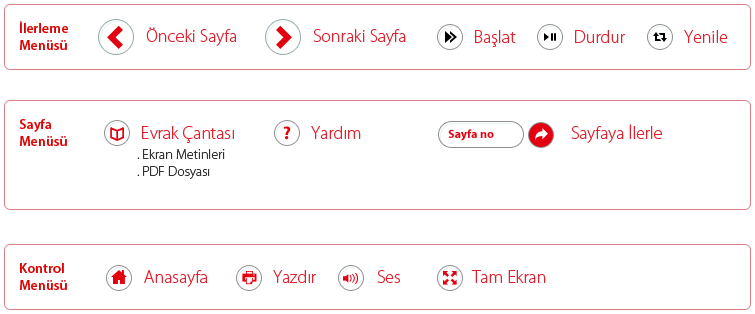 İlerleme
Menüsü
Önceki Sayfa
Sonraki Sayfa
Başlat
Durdur
Yenile
Sayfa
Menüsü
Evrak Çantası
. Ekran Metinleri
. PDF Dosyası
?
Yardım
Sayfa no
Sayfaya İlerle
Kontrol
Menüsü
Anasayfa
Yazdır
Ses
Tam Ekran